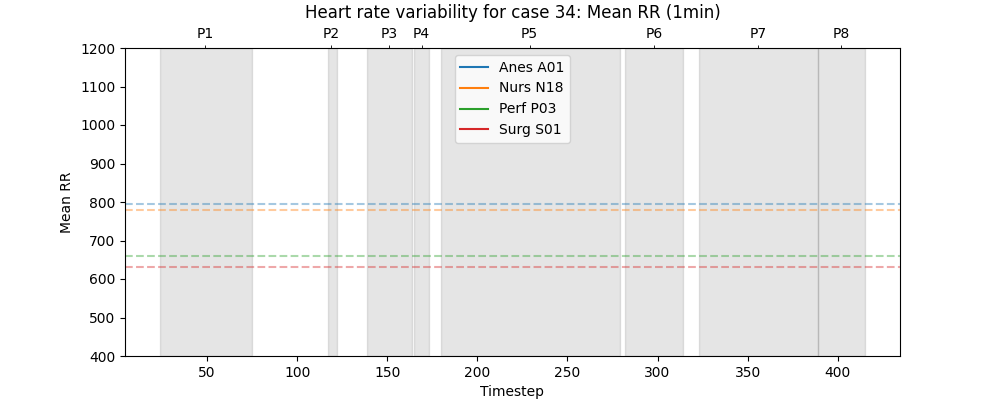 Heart rate variability for case 34: Mean RR (1min)
P1 P2 P3 P4 P5 P6 P7 P8
1200
1100
1000
900
800
700
600
500
400
Mean RR
Anes A01
Nurs N18
Perf P03
Surg S01
50 100 150 200 250 300 350 400
Timestep